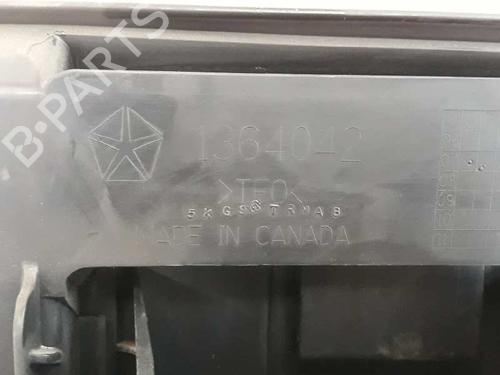 B-PARTS
1364042
>TEO<
5KG98TRMAB
MADE IN CANADA